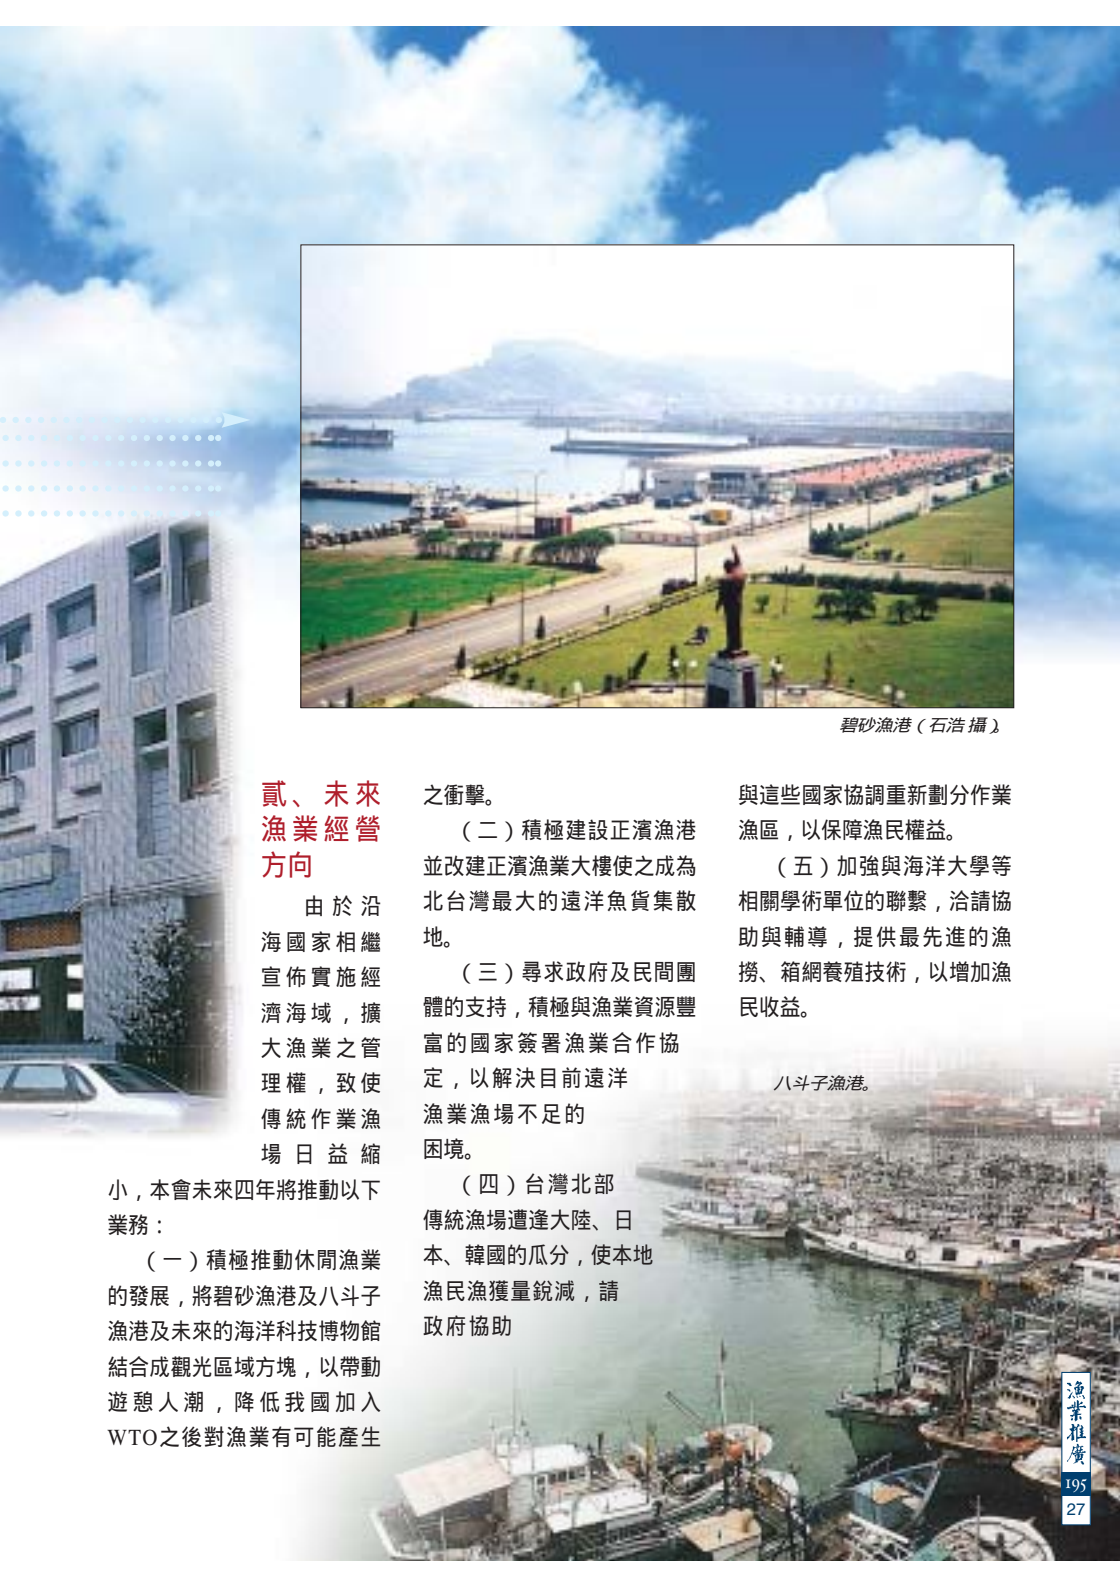 碧砂漁港（石浩攝）。
貳、未來
漁業經營
方向
由於沿
海國家相繼
宣佈實施經
濟海域，擴
大漁業之管
理權，致使
傳統作業漁
場日益縮
小，本會未來四年將推動以下
業務：
（一）積極推動休閒漁業
的發展，將碧砂漁港及八斗子
漁港及未來的海洋科技博物館
結合成觀光區域方塊，以帶動
遊憩人潮，降低我國加入
WTO之後對漁業有可能產生
之衝擊。
（二）積極建設正濱漁港
並改建正濱漁業大樓使之成為
北台灣最大的遠洋魚貨集散
地。
（三）尋求政府及民間團
體的支持，積極與漁業資源豐
富的國家簽署漁業合作協
定，以解決目前遠洋
漁業漁場不足的
困境。
（四）台灣北部
傳統漁場遭逢大陸、日
本、韓國的瓜分，使本地
漁民漁獲量銳減，請
政府協助
與這些國家協調重新劃分作業
漁區，以保障漁民權益。
（五）加強與海洋大學等
相關學術單位的聯繫，洽請協
助與輔導，提供最先進的漁
撈、箱網養殖技術，以增加漁
民收益。
八斗子漁港。
漁業推廣
195
27